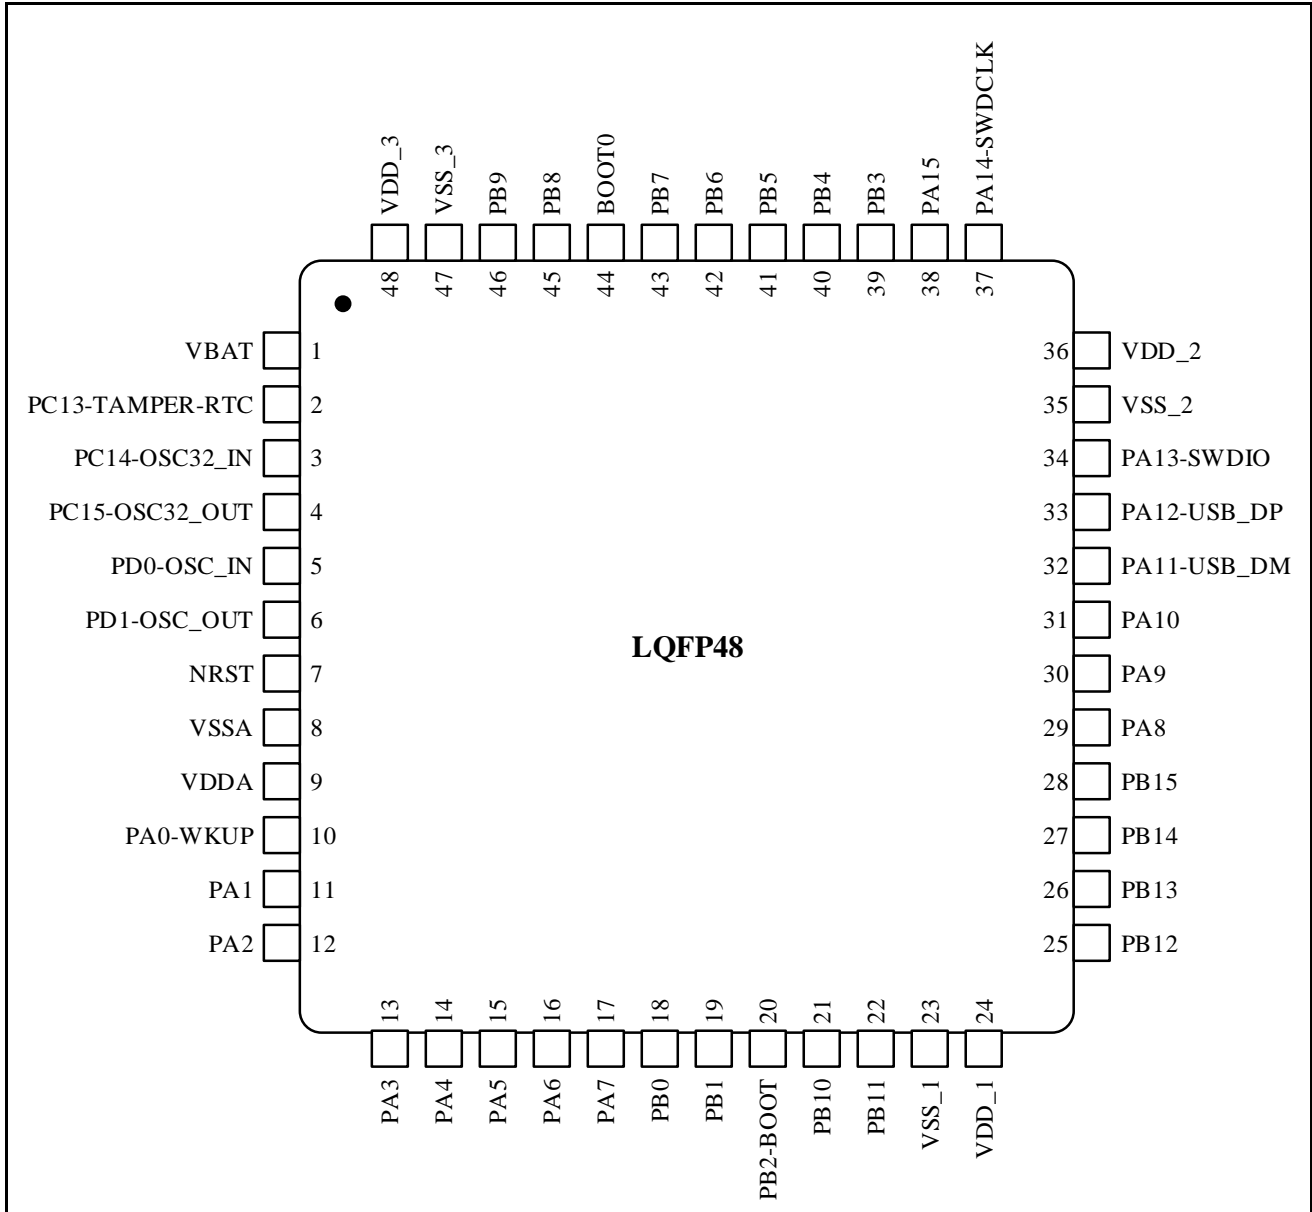 VDD_3
VSS_3
PB9
PB8
BOOT0
PB7
PB6
PB5
PB4
PB3
PA15
PA14-SWDCLK
48
47
46
45
44
43
42
41
40
39
38
37
VBAT 1
PC13-TAMPER-RTC 2
PC14-OSC32_IN 3
PC15-OSC32_OUT 4
PD0-OSC_IN 5
PD1-OSC_OUT 6
NRST 7
VSSA 8
VDDA 9
PA0-WKUP 10
PA1 11
PA2 12
LQFP48
36 VDD_2
35 VSS_2
34 PA13-SWDIO
33 PA12-USB_DP
32 PA11-USB_DM
31 PA10
30 PA9
29 PA8
28 PB15
27 PB14
26 PB13
25 PB12
13
14
15
16
17
18
19
20
21
22
23
24
PA3
PA4
PA5
PA6
PA7
PB0
PB1
PB2-BOOT
PB10
PB11
VSS_1
VDD_1